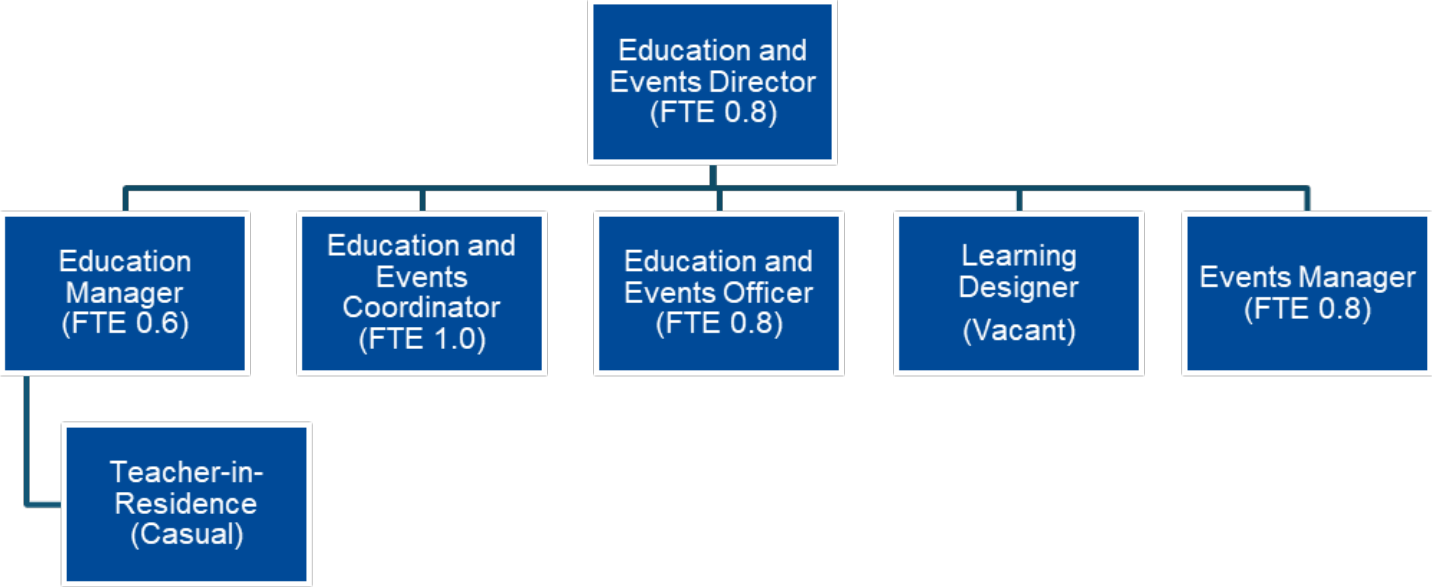 Education and
Events Director
(FTE 0.8)
Education
Manager
(FTE 0.6)
Education and
Events
Coordinator
(FTE 1.0)
Education and
Events Officer
(FTE 0.8)
Learning
Designer
(Vacant)
Events Manager
(FTE 0.8)
Teacher-in-
Residence
(Casual)